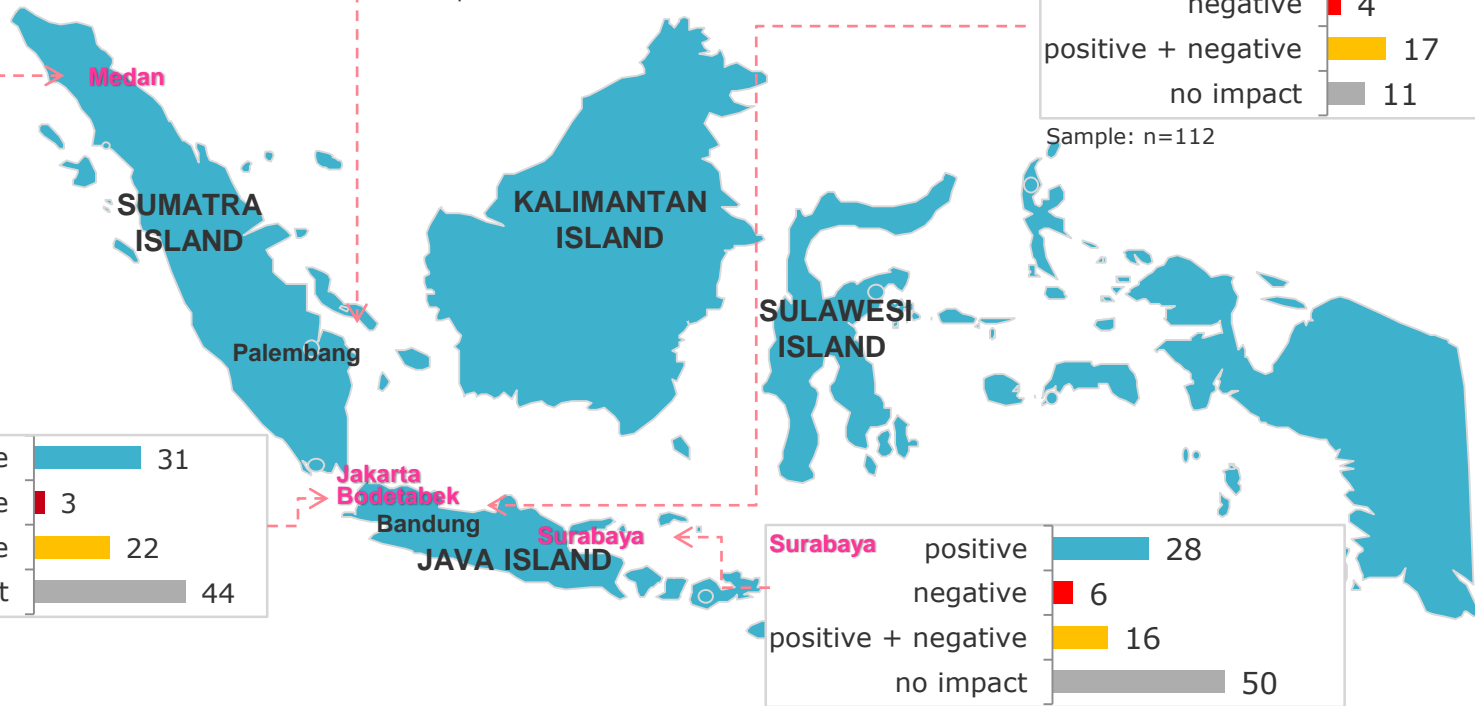 negative 4
positive + negative 17
no impact 11
Sample: n=112
Medan
SUMATRA
ISLAND
KALIMANTAN
ISLAND
SULAWESI
ISLAND
Palembang
31
3
22
44
Jakarta
Bodetabek
Bandung
Surabaya
JAVA ISLAND
Surabaya positive 28
negative 6
positive + negative 16
no impact 50